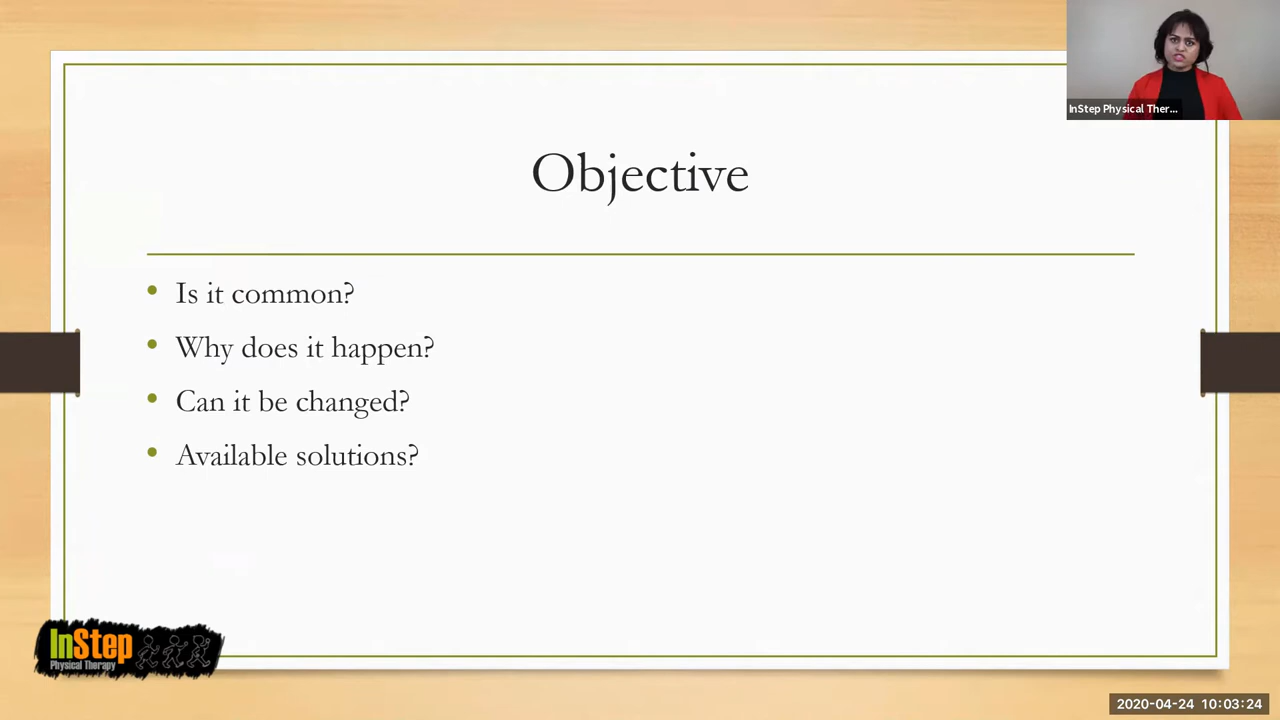 InStep Physical Ther...
Objective
Is it common?
Why does it happen?
Can it be changed?
Available solutions?
InStep
Physical Therapy
2020-04-24 10:03:24